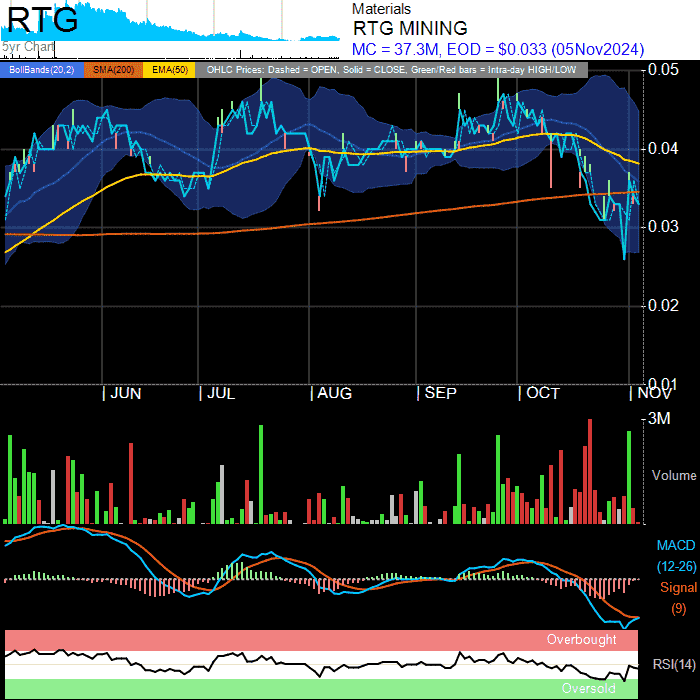 RTG
5yr Chart
Materials
RTG MINING
MC = 37.3M, EOD = $0.033 (05Nov2024)
BollBands(20,2) SMA(200) EMA(50) OHLC Prices: Dashed = OPEN, Solid = CLOSE, Green/Red bars = Intra-day HIGH/LOW
0.05
0.04
0.03
0.02
0.01
JUN JUL AUG SEP OCT NOV
3M
Volume
MACD
(12-26)
Signal
(9)
Overbought
RSI(14)
Oversold